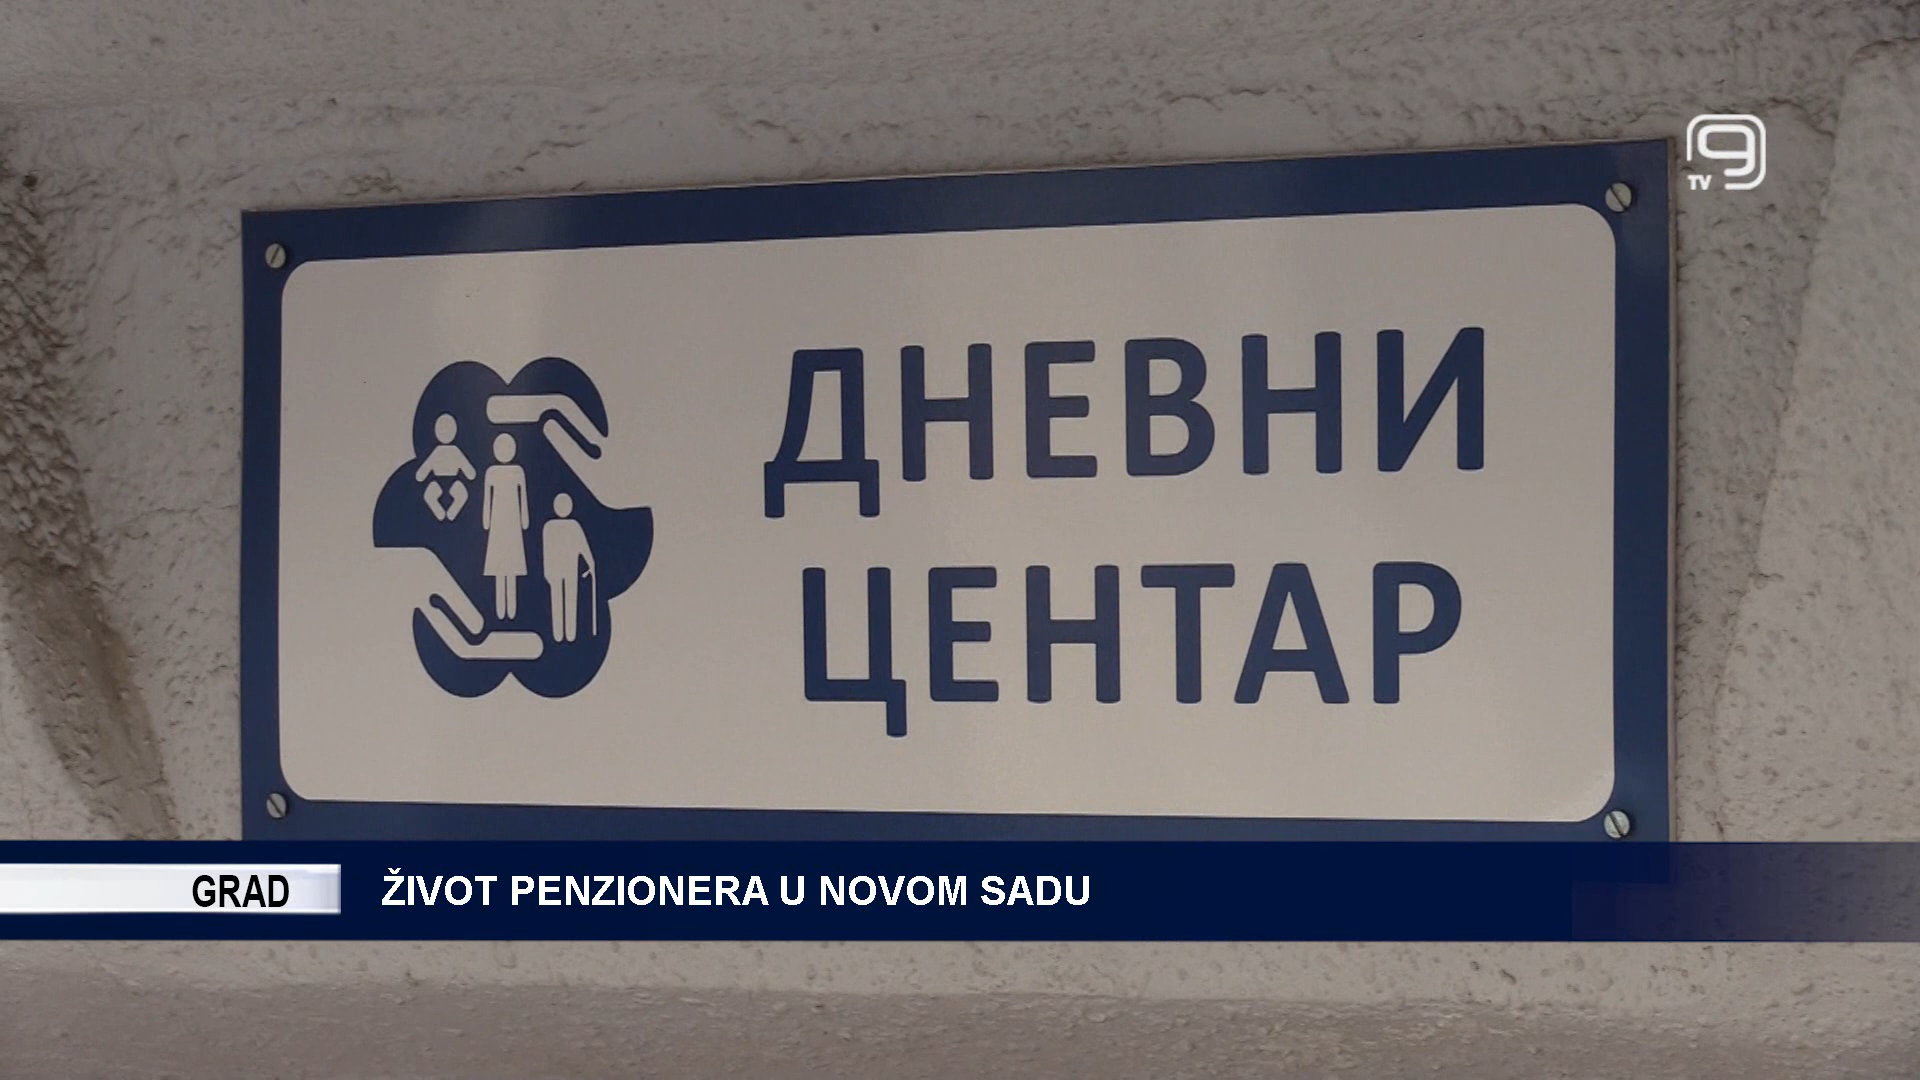 9
TV
ДНЕВНИ
ЦЕНТАР
GRAD
ŽIVOT PENZIONERA U NOVOM SADU